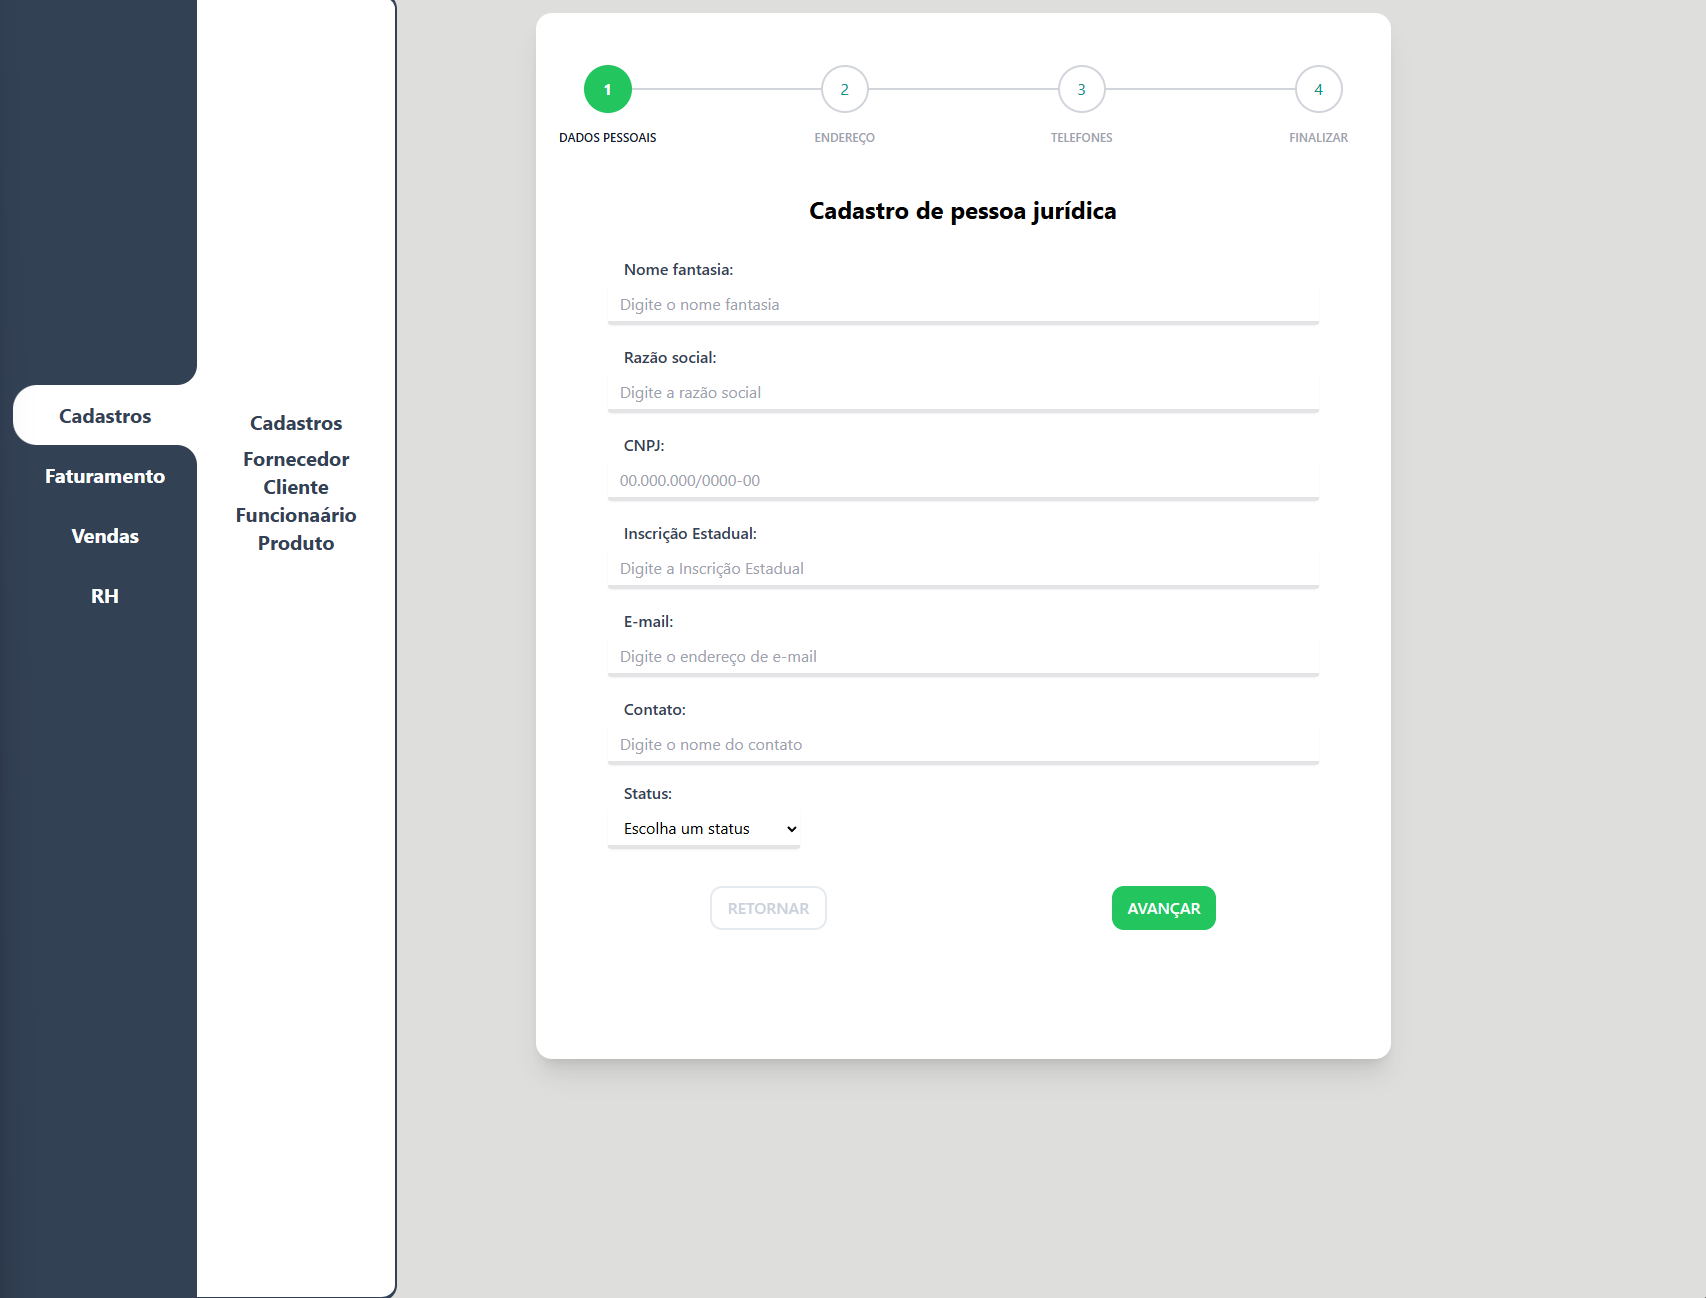 Cadastros
Faturamento
Vendas
RH
Cadastros
Fornecedor
Cliente
Funcionaário
Produto
1
2
3
4
DADOS PESSOAIS
ENDEREÇO
TELEFONES
FINALIZAR
Cadastro de pessoa jurídica
Nome fantasia:
Digite o nome fantasia
Razão social:
Digite a razão social
CNPJ:
00.000.000/0000-00
Inscrição Estadual:
Digite a Inscrição Estadual
E-mail:
Digite o endereço de e-mail
Contato:
Digite o nome do contato
Status:
Escolha um status
RETORNAR
AVANÇAR